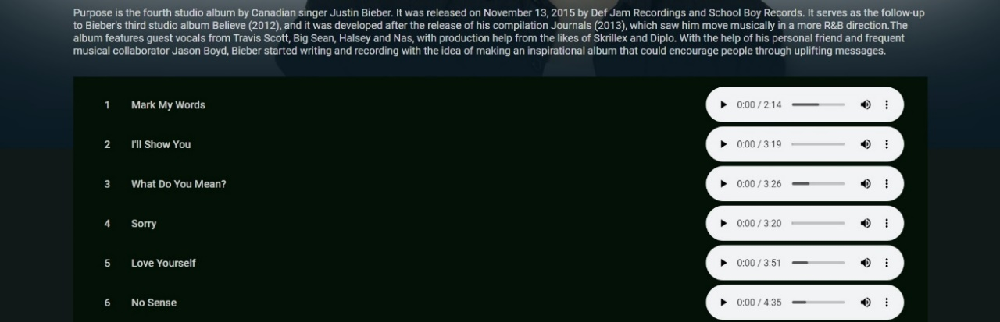 Purpose is the fourth studio album by Canadian singer Justin Bieber. It was released on November 13, 2015 by Def Jam Recordings and School Boy Records. It serves as the follow-up
to Bieber's third studio album Believe (2012), and it was developed after the release of his compilation Journals (2013), which saw him move musically in a more R&B direction.The
album features guest vocals from Travis Scott, Big Sean, Halsey and Nas, with production help from the likes of Skrillex and Diplo. With the help of his personal friend and frequent
musical collaborator Jason Boyd, Bieber started writing and recording with the idea of making an inspirational album that could encourage people through uplifting messages.
1 Mark My Words 0:00 / 2:14
2 I'll Show You 0:00 / 3:19
3 What Do You Mean? 0:00 / 3:26
4 Sorry 0:00 / 3:20
5 Love Yourself 0:00 / 3:51
6 No Sense 0:00 / 4:35